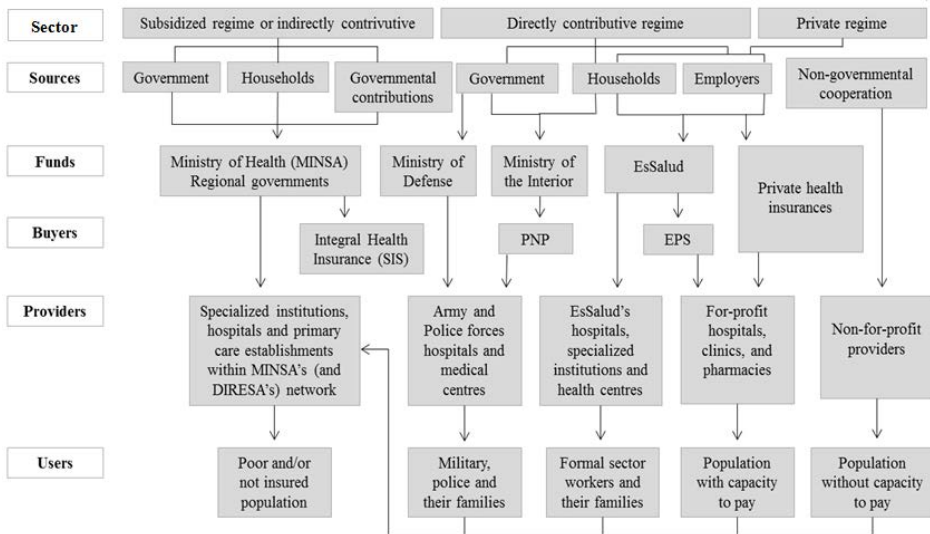 Sector
Subsidized regime or indirectly contrivutive
Directly contributive regime
Private regime
Sources
Government
Households
Governmental
contributions
Government
Households
Employers
Non-governmental
cooperation
Funds
Ministry of Health (MINSA)
Regional governments
Ministry of
Defense
Ministry of
the Interior
EsSalud
Private health
insurances
Buyers
Integral Health
Insurance (SIS)
PNP
EPS
Providers
Specialized institutions,
hospitals and primary
care establishments
within MINSA's (and
DIRESA's) network
Army and
Police forces
hospitals and
medical
centres
EsSalud's
hospitals,
specialized
institutions and
health centres
For-profit
hospitals,
clinics, and
pharmacies
Non-for-profit
providers
Users
Poor and/or
not insured
population
Military,
police and
their families
Formal sector
workers and
their families
Population
with capacity
to pay
Population
without capacity
to pay